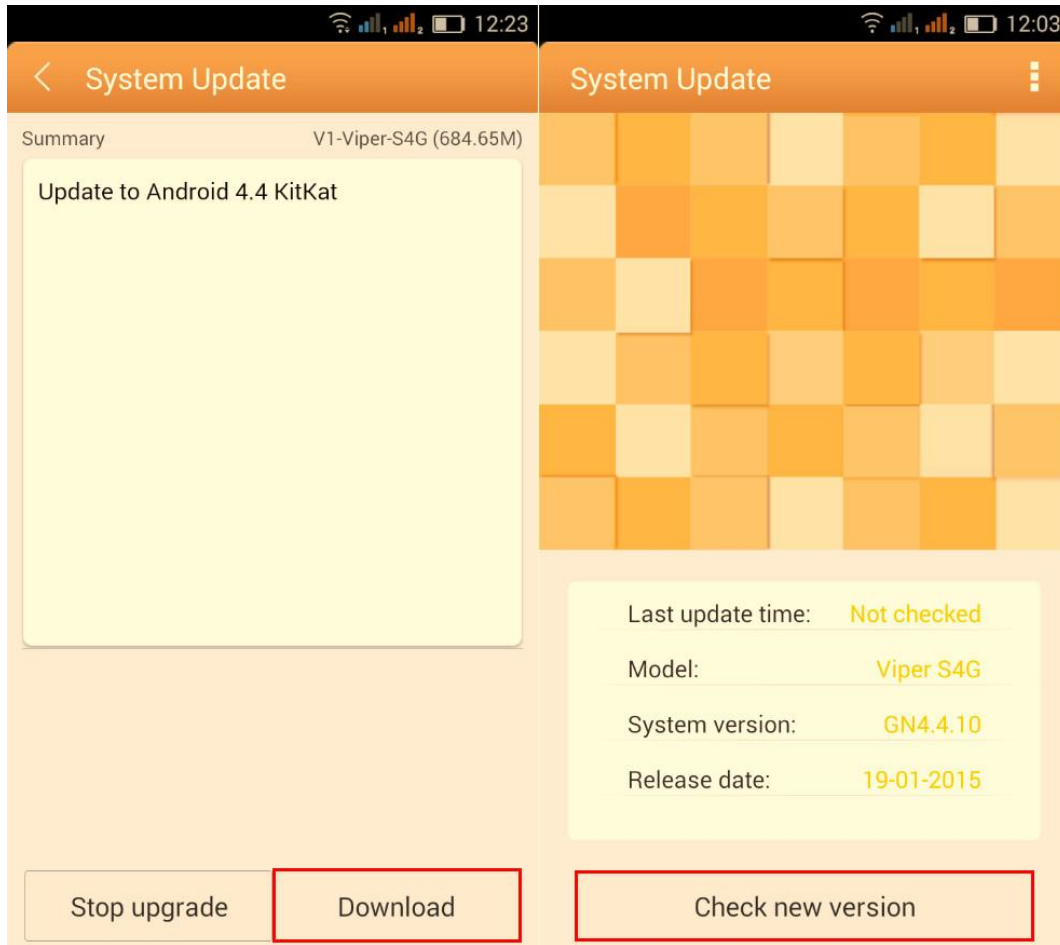 12:23
System Update
Summary V1-Viper-S4G (684.65M)
Update to Android 4.4 KitKat
Stop upgrade Download
12:03
System Update
Last update time: Not checked
Model: Viper S4G
System version: GN4.4.10
Release date: 19-01-2015
Check new version